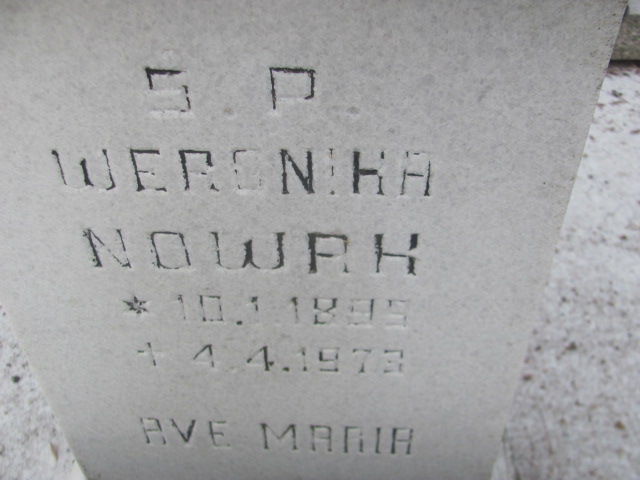 S. P.
WERONIKA
NOWAK
* 10.1.1895
+ 4.4.1973
AVE MARIA